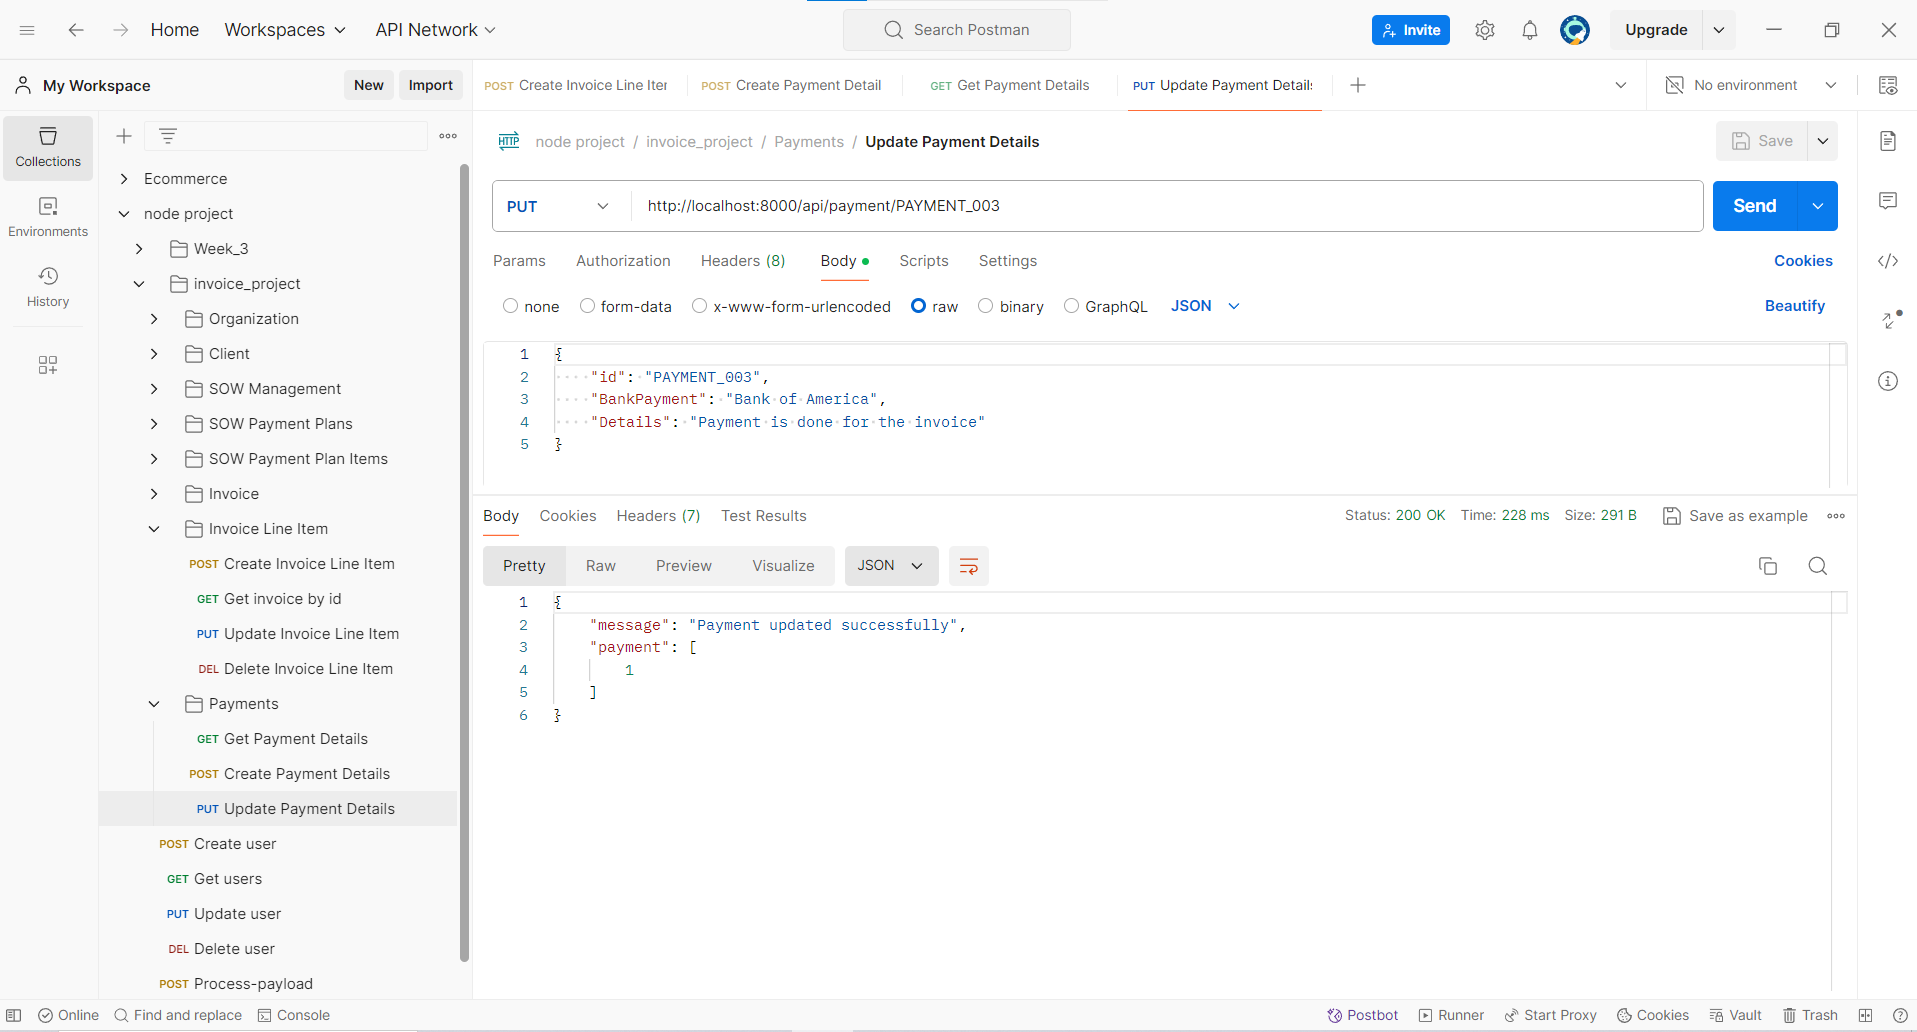 Home
Workspaces
API Network
Search Postman
Invite
Upgrade
My Workspace
New
Import
POST Create Invoice Line Iter
POST Create Payment Detail
GET Get Payment Details
PUT Update Payment Details
No environment
Collections
Environments
History
Ecommerce
node project
Week_3
invoice_project
Organization
Client
SOW Management
SOW Payment Plans
SOW Payment Plan Items
Invoice
Invoice Line Item
POST Create Invoice Line Item
GET Get invoice by id
PUT Update Invoice Line Item
DEL Delete Invoice Line Item
Payments
GET Get Payment Details
POST Create Payment Details
PUT Update Payment Details
POST Create user
GET Get users
PUT Update user
DEL Delete user
POST Process-payload
HTTP node project / invoice_project / Payments / Update Payment Details
Save
PUT
http://localhost:8000/api/payment/PAYMENT_003
Send
Params Authorization Headers (8) Body Scripts Settings
Cookies
none form-data x-www-form-urlencoded raw binary GraphQL JSON
Beautify
1 {
2 "id": "PAYMENT_003",
3 "BankPayment": "Bank of America",
4 "Details": "Payment is done for the invoice"
5 }
Body Cookies Headers (7) Test Results
Status: 200 OK Time: 228 ms Size: 291 B
Save as example
Pretty Raw Preview Visualize JSON
1 {
2 "message": "Payment updated successfully",
3 "payment": [
4 1
5 ]
6 }
Online
Find and replace
Console
Postbot
Runner
Start Proxy
Cookies
Vault
Trash